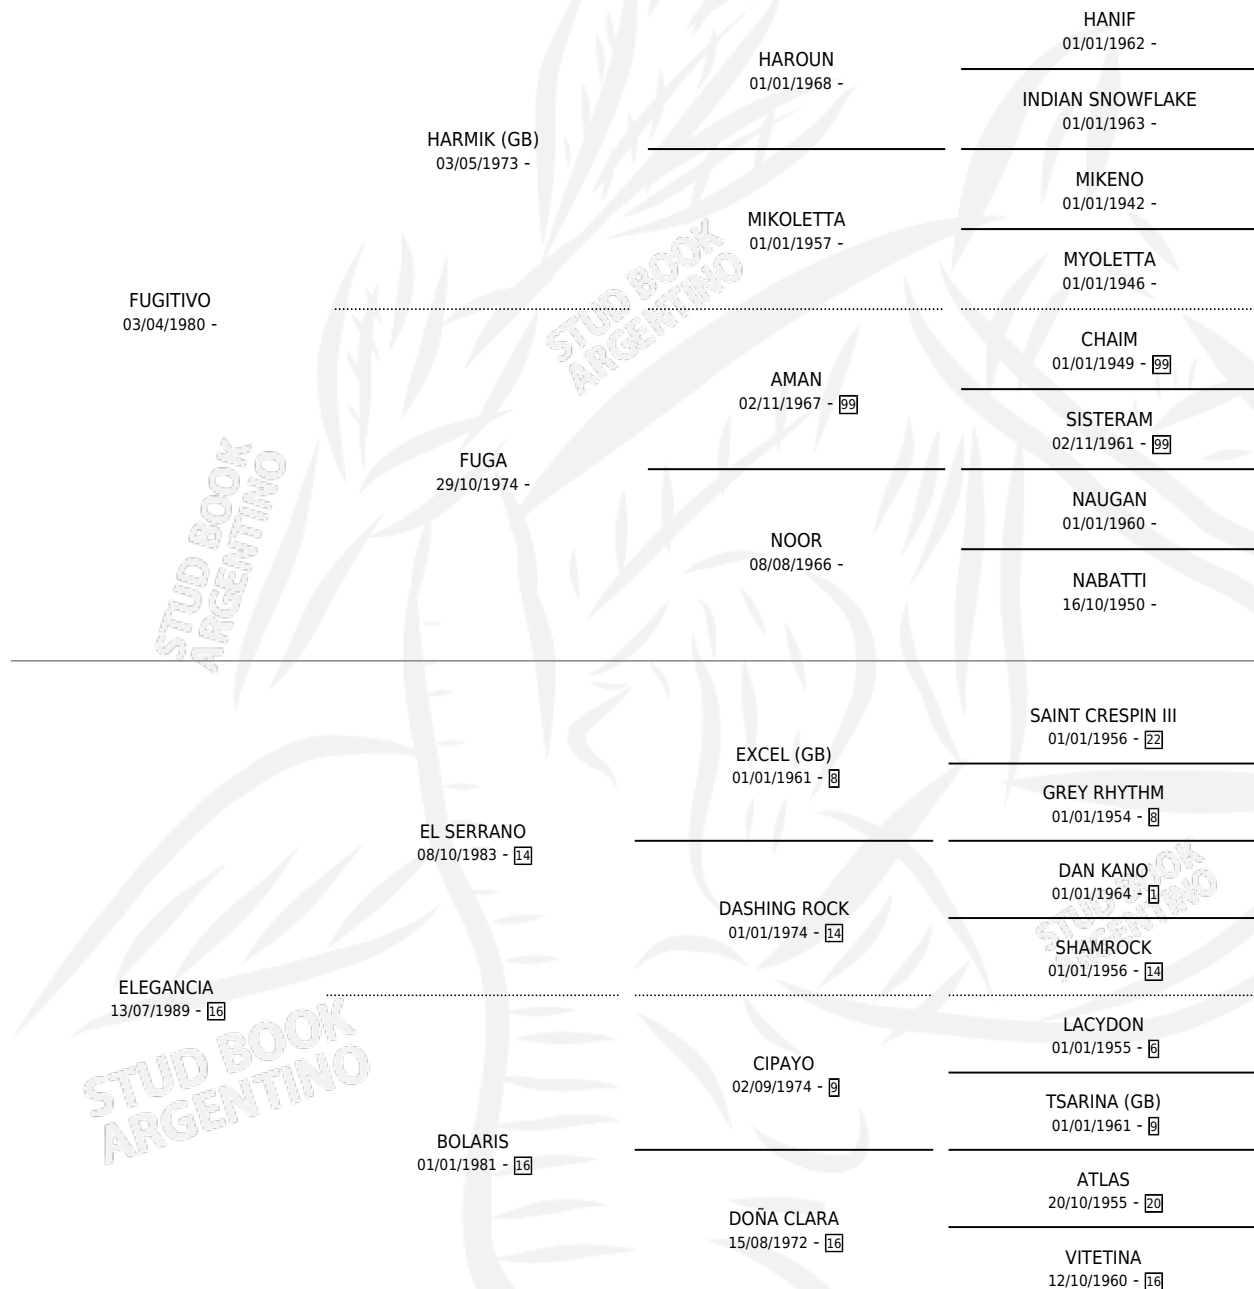 HANIF
01/01/1962 -
HAROUN
01/01/1968 -
INDIAN SNOWFLAKE
01/01/1963 -
HARMIK (GB)
03/05/1973 -
MIKENO
01/01/1942 -
MIKOLETTA
01/01/1957 -
MYOLETTA
01/01/1946 -
FUGITIVO
03/04/1980 -
STUD BOOK
ARGENTINO
CHAIM
01/01/1949 - 99
AMAN
02/11/1967 - 99
SISTERAM
02/11/1961 - 99
FUGA
29/10/1974 -
NAUGAN
01/01/1960 -
NOOR
08/08/1966 -
NABATTI
16/10/1950 -
STUD BOOK
ARGENTINO
SAINT CRESPIN III
01/01/1956 - 22
EXCEL (GB)
01/01/1961 - 8
GREY RHYTHM
01/01/1954 - 8
EL SERRANO
08/10/1983 - 14
DAN KANO
01/01/1964 - 1
DASHING ROCK
01/01/1974 - 14
STUD BOOK
ARGENTINO
SHAMROCK
01/01/1956 - 14
ELEGANCIA
13/07/1989 - 16
LACYDON
01/01/1955 - 6
STUD BOOK
ARGENTINO
CIPAYO
02/09/1974 - 9
TSARINA (GB)
01/01/1961 - 9
BOLARIS
01/01/1981 - 16
ATLAS
20/10/1955 - 20
DOÑA CLARA
15/08/1972 - 16
VITETINA
12/10/1960 - 16